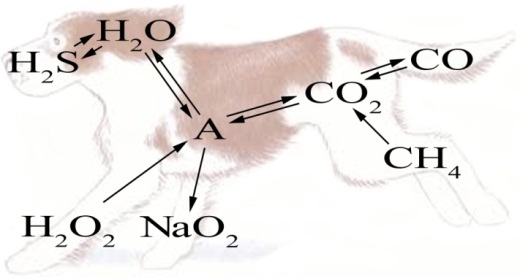 H₂O
H₂S
CO
CO₂
A
CH₄
H₂O₂
NaO₂